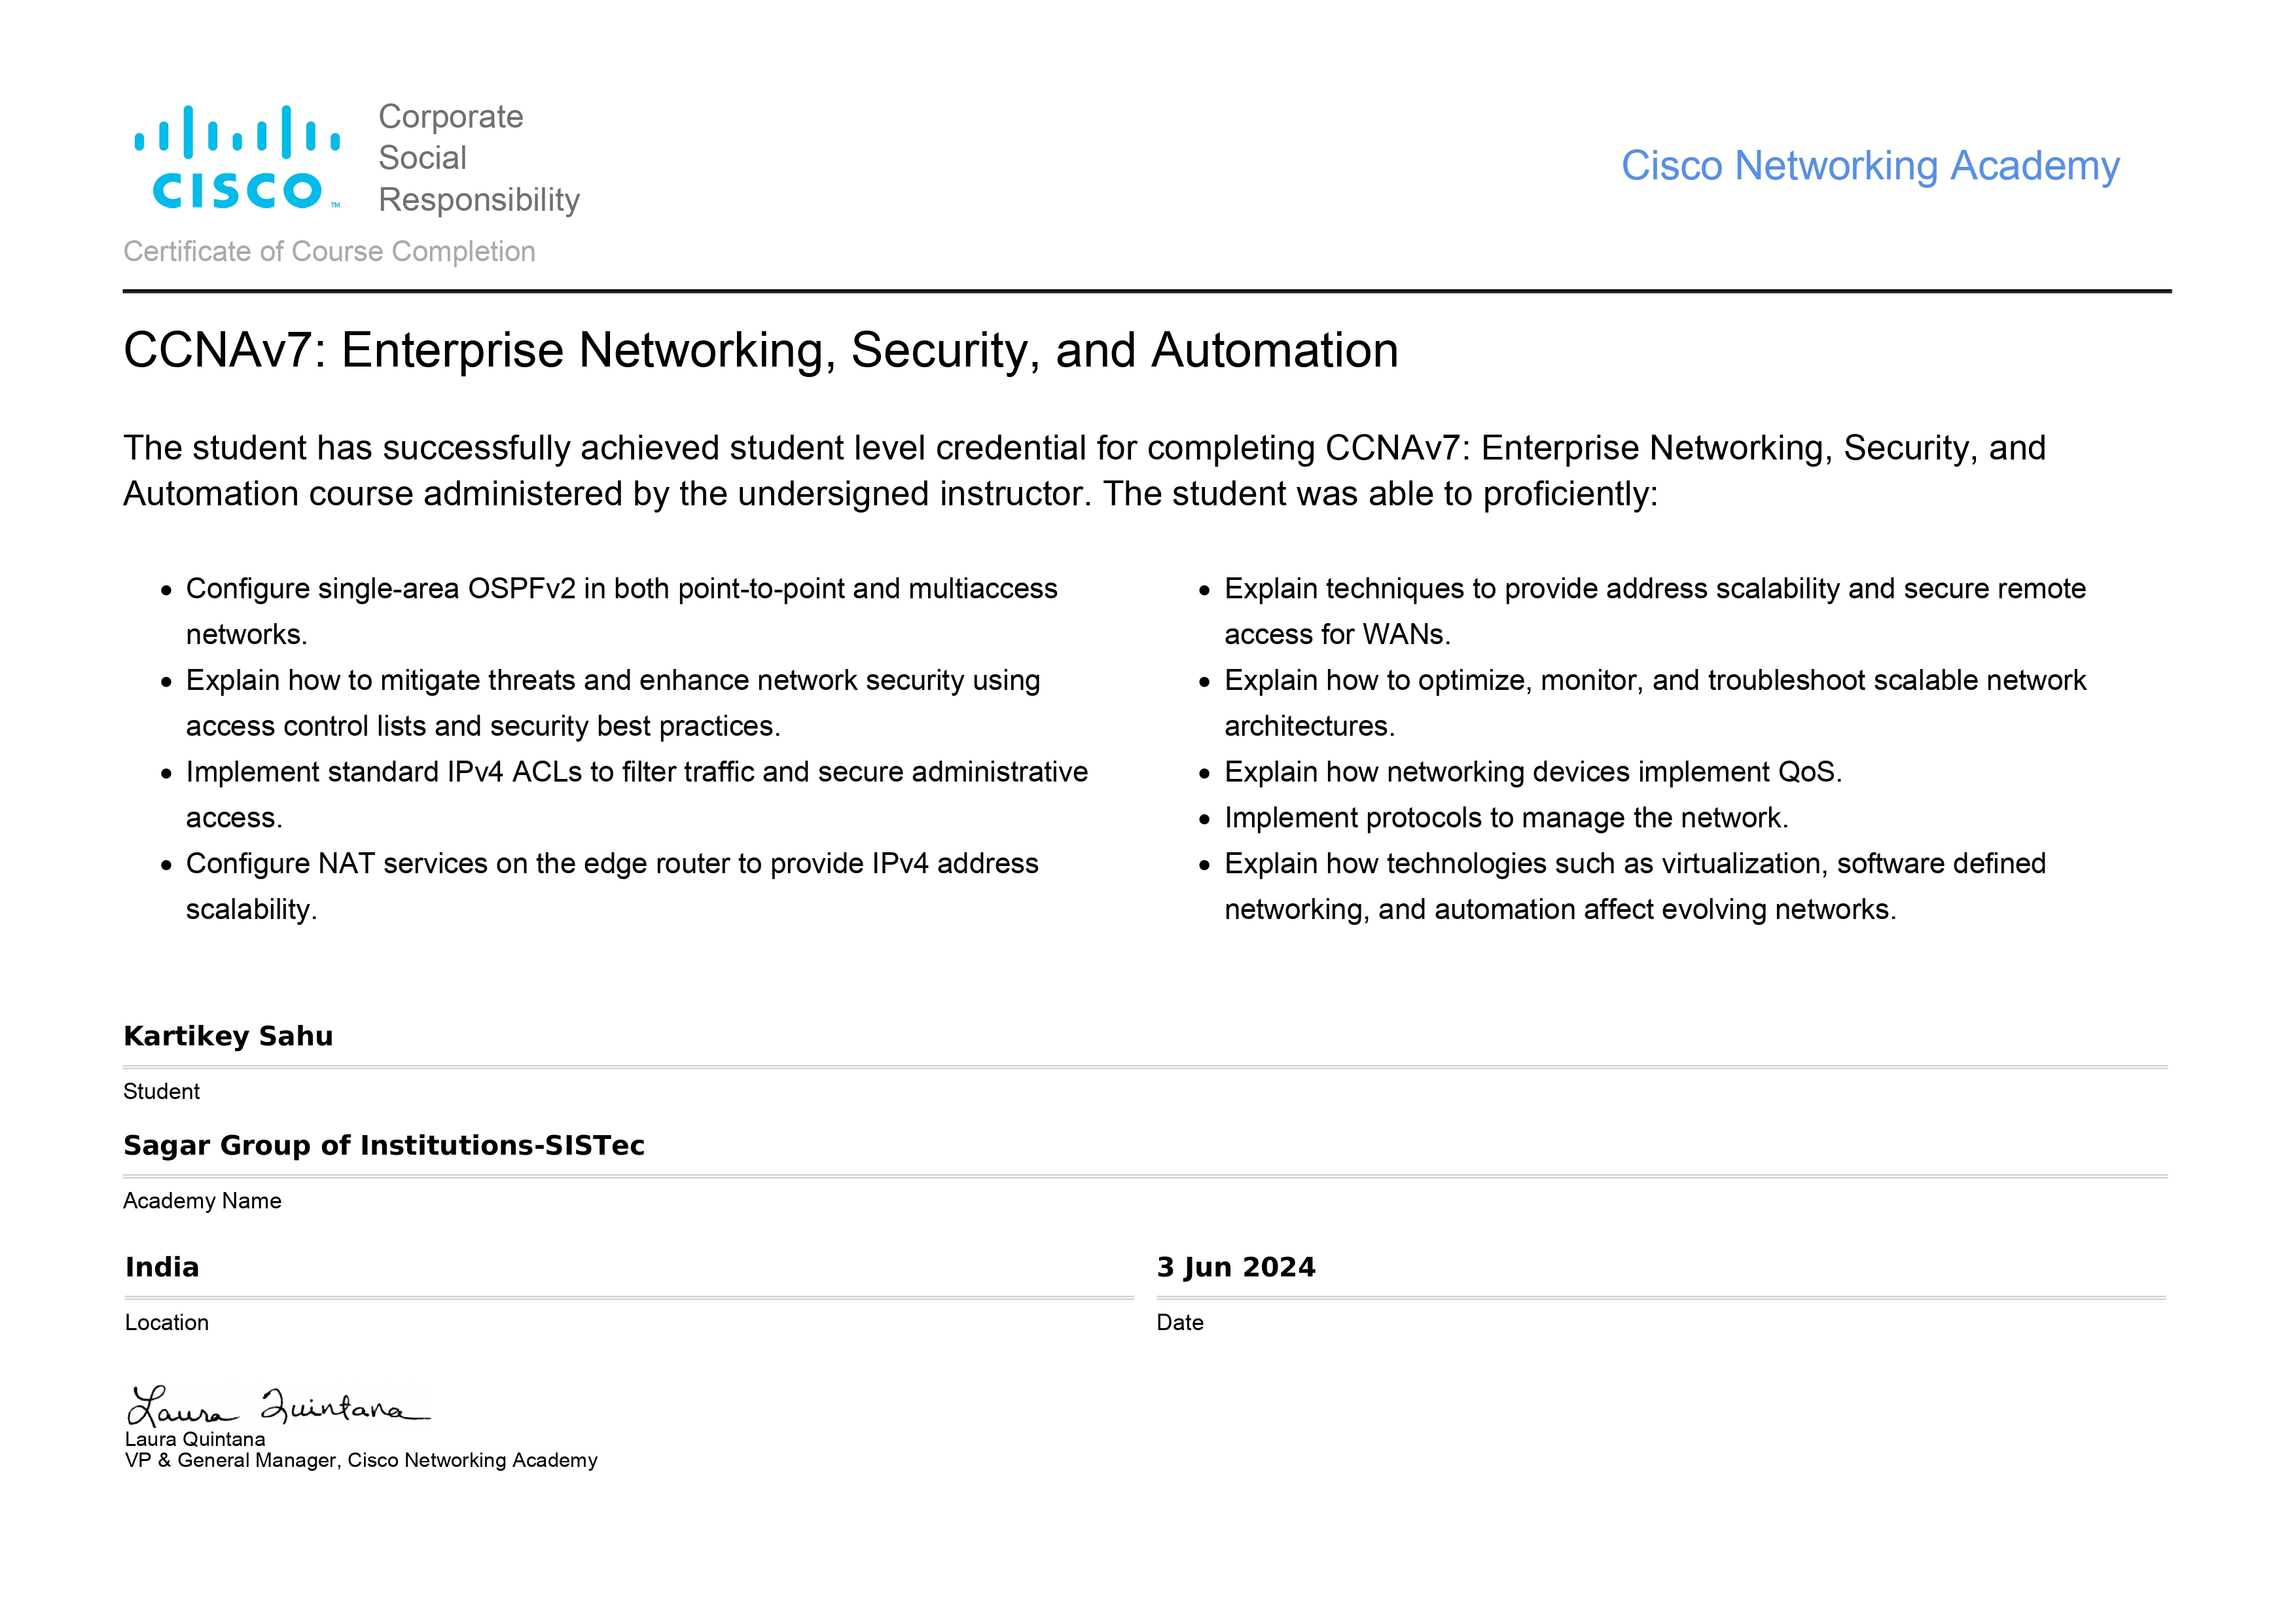 Corporate
Social
Responsibility
CISCO™
Cisco Networking Academy
Certificate of Course Completion
CCNAv7: Enterprise Networking, Security, and Automation
The student has successfully achieved student level credential for completing CCNAv7: Enterprise Networking, Security, and
Automation course administered by the undersigned instructor. The student was able to proficiently:
• Configure single-area OSPFv2 in both point-to-point and multiaccess
networks.
• Explain how to mitigate threats and enhance network security using
access control lists and security best practices.
• Implement standard IPv4 ACLs to filter traffic and secure administrative
access.
• Configure NAT services on the edge router to provide IPv4 address
scalability.
• Explain techniques to provide address scalability and secure remote
access for WANs.
• Explain how to optimize, monitor, and troubleshoot scalable network
architectures.
• Explain how networking devices implement QoS.
• Implement protocols to manage the network.
• Explain how technologies such as virtualization, software defined
networking, and automation affect evolving networks.
Kartikey Sahu
Student
Sagar Group of Institutions-SISTec
Academy Name
India
Location
3 Jun 2024
Date
Laura Quintana
Laura Quintana
VP & General Manager, Cisco Networking Academy